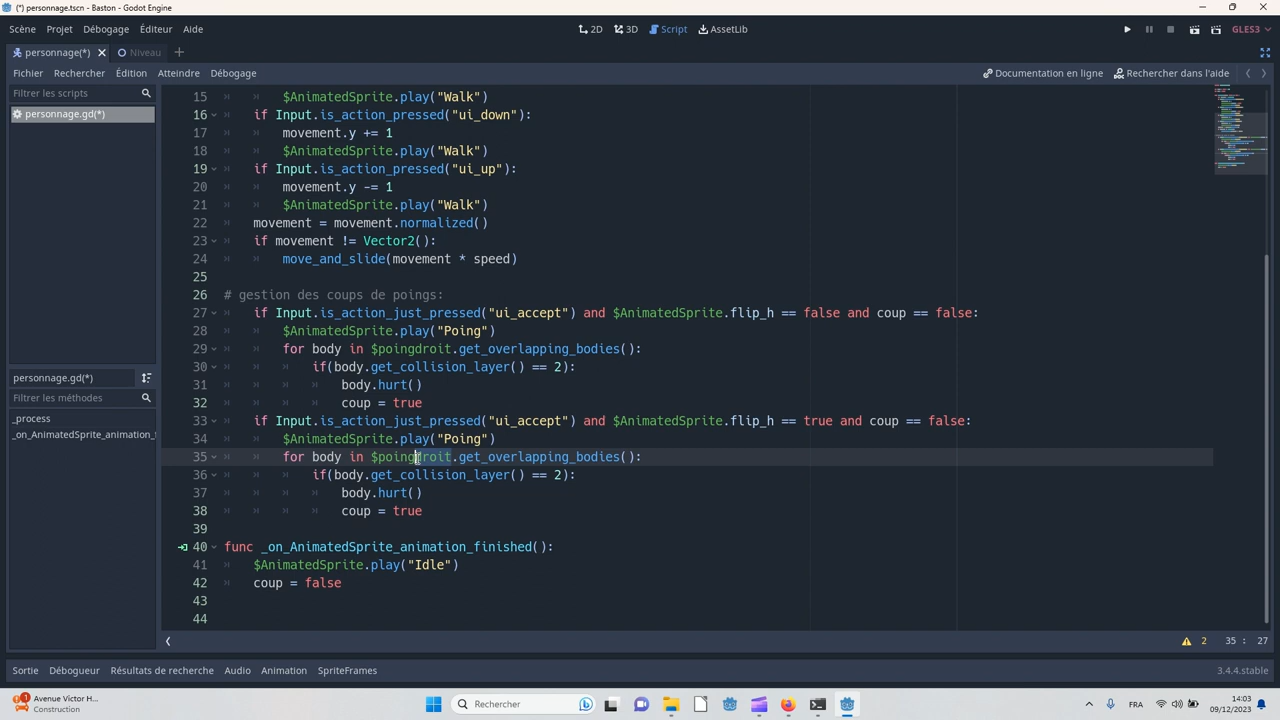 (*) personnage.tscn - Baston - Godot Engine
Scène Projet Débogage Éditeur Aide 2D 3D Script AssetLib GLES3
personnage(*) Niveau
Fichier Rechercher Édition Atteindre Débogage Documentation en ligne Rechercher dans l'aide
Filtrer les scripts
personnage.gd(*)
personnage.gd(*)
Filtrer les méthodes
_process
_on_AnimatedSprite_animation_f
15 $AnimatedSprite.play("Walk")
16 if Input.is_action_pressed("ui_down"):
17 movement.y += 1
18 $AnimatedSprite.play("Walk")
19 if Input.is_action_pressed("ui_up"):
20 movement.y -= 1
21 $AnimatedSprite.play("Walk")
22 movement = movement.normalized()
23 if movement != Vector2():
24 move_and_slide(movement * speed)
25
26 # gestion des coups de poings:
27 if Input.is_action_just_pressed("ui_accept") and $AnimatedSprite.flip_h == false and coup == false:
28 $AnimatedSprite.play("Poing")
29 for body in $poingdroit.get_overlapping_bodies():
30 if(body.get_collision_layer() == 2):
31 body.hurt()
32 coup = true
33 if Input.is_action_just_pressed("ui_accept") and $AnimatedSprite.flip_h == true and coup == false:
34 $AnimatedSprite.play("Poing")
35 for body in $poingdroit.get_overlapping_bodies():
36 if(body.get_collision_layer() == 2):
37 body.hurt()
38 coup = true
39
40 func _on_AnimatedSprite_animation_finished():
41 $AnimatedSprite.play("Idle")
42 coup = false
43
44
2 35 : 27
Sortie Débogueur Résultats de recherche Audio Animation SpriteFrames 3.4.4.stable
1
Avenue Victor H...
Construction
Rechercher
FRA
14:03
09/12/2023